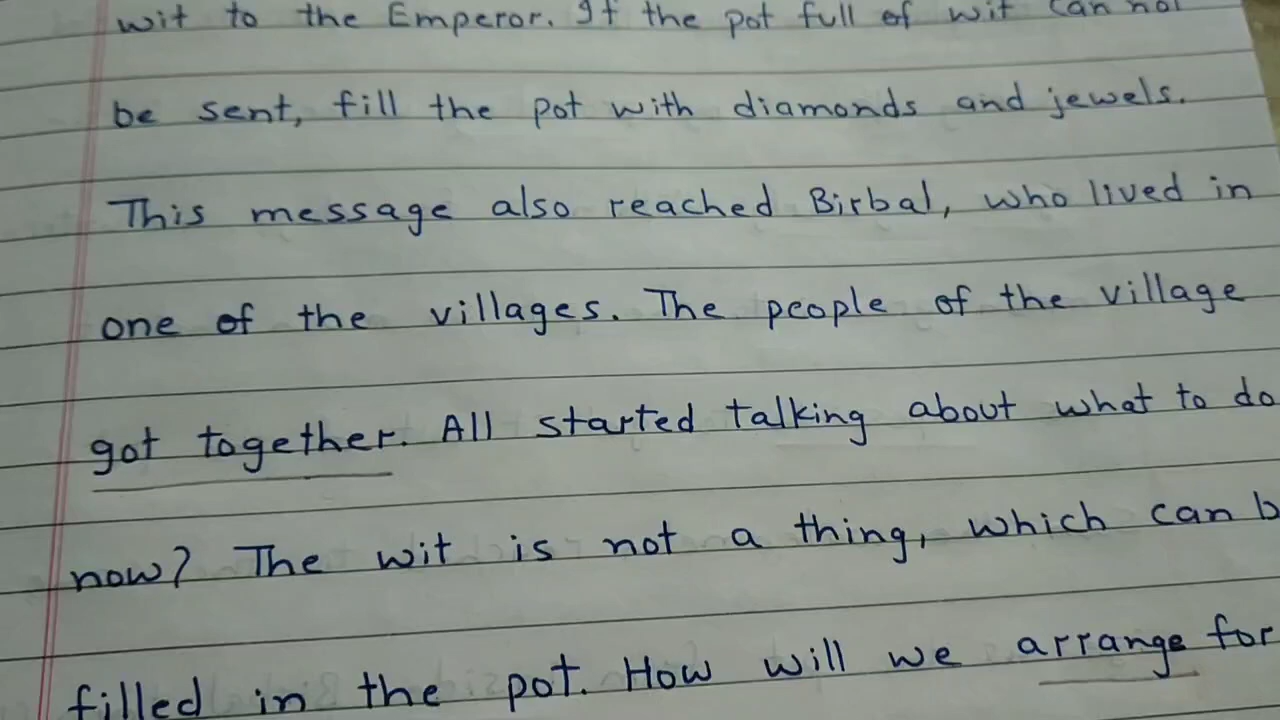 wit to the Emperor. If the pot full of wit can not
be sent, fill the pot with diamonds and jewels.
This message also reached Birbal, who lived in
one of the villages. The people of the village
got together. All started talking about what to do
now? The wit is not a thing, which can b
filled in the pot. How will we arrange for